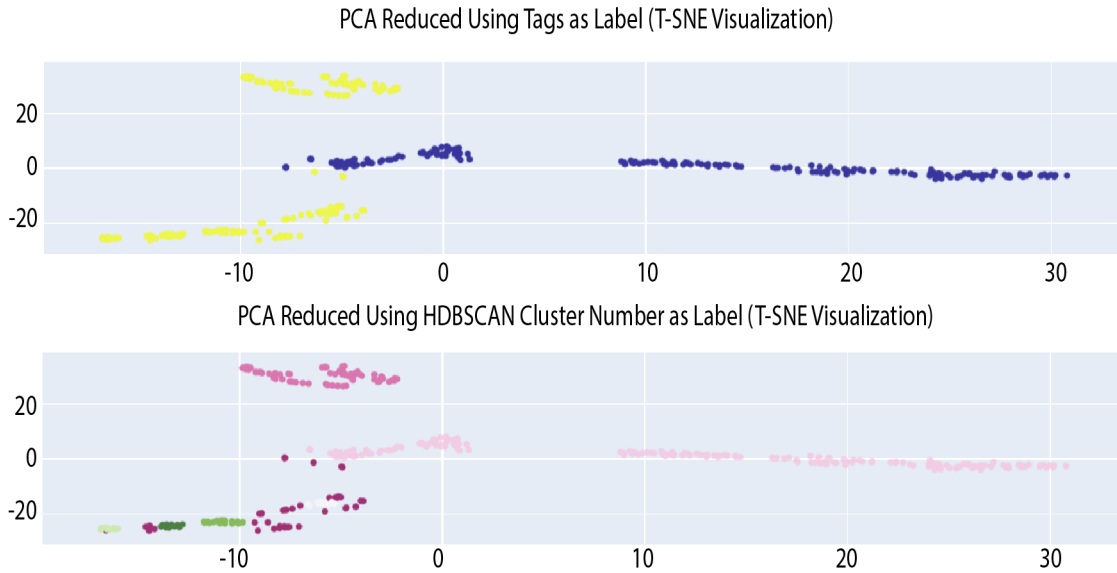 PCA Reduced Using Tags as Label (T-SNE Visualization)
20
0
-20
-10 0 10 20 30
PCA Reduced Using HDBSCAN Cluster Number as Label (T-SNE Visualization)
20
0
-20
-10 0 10 20 30